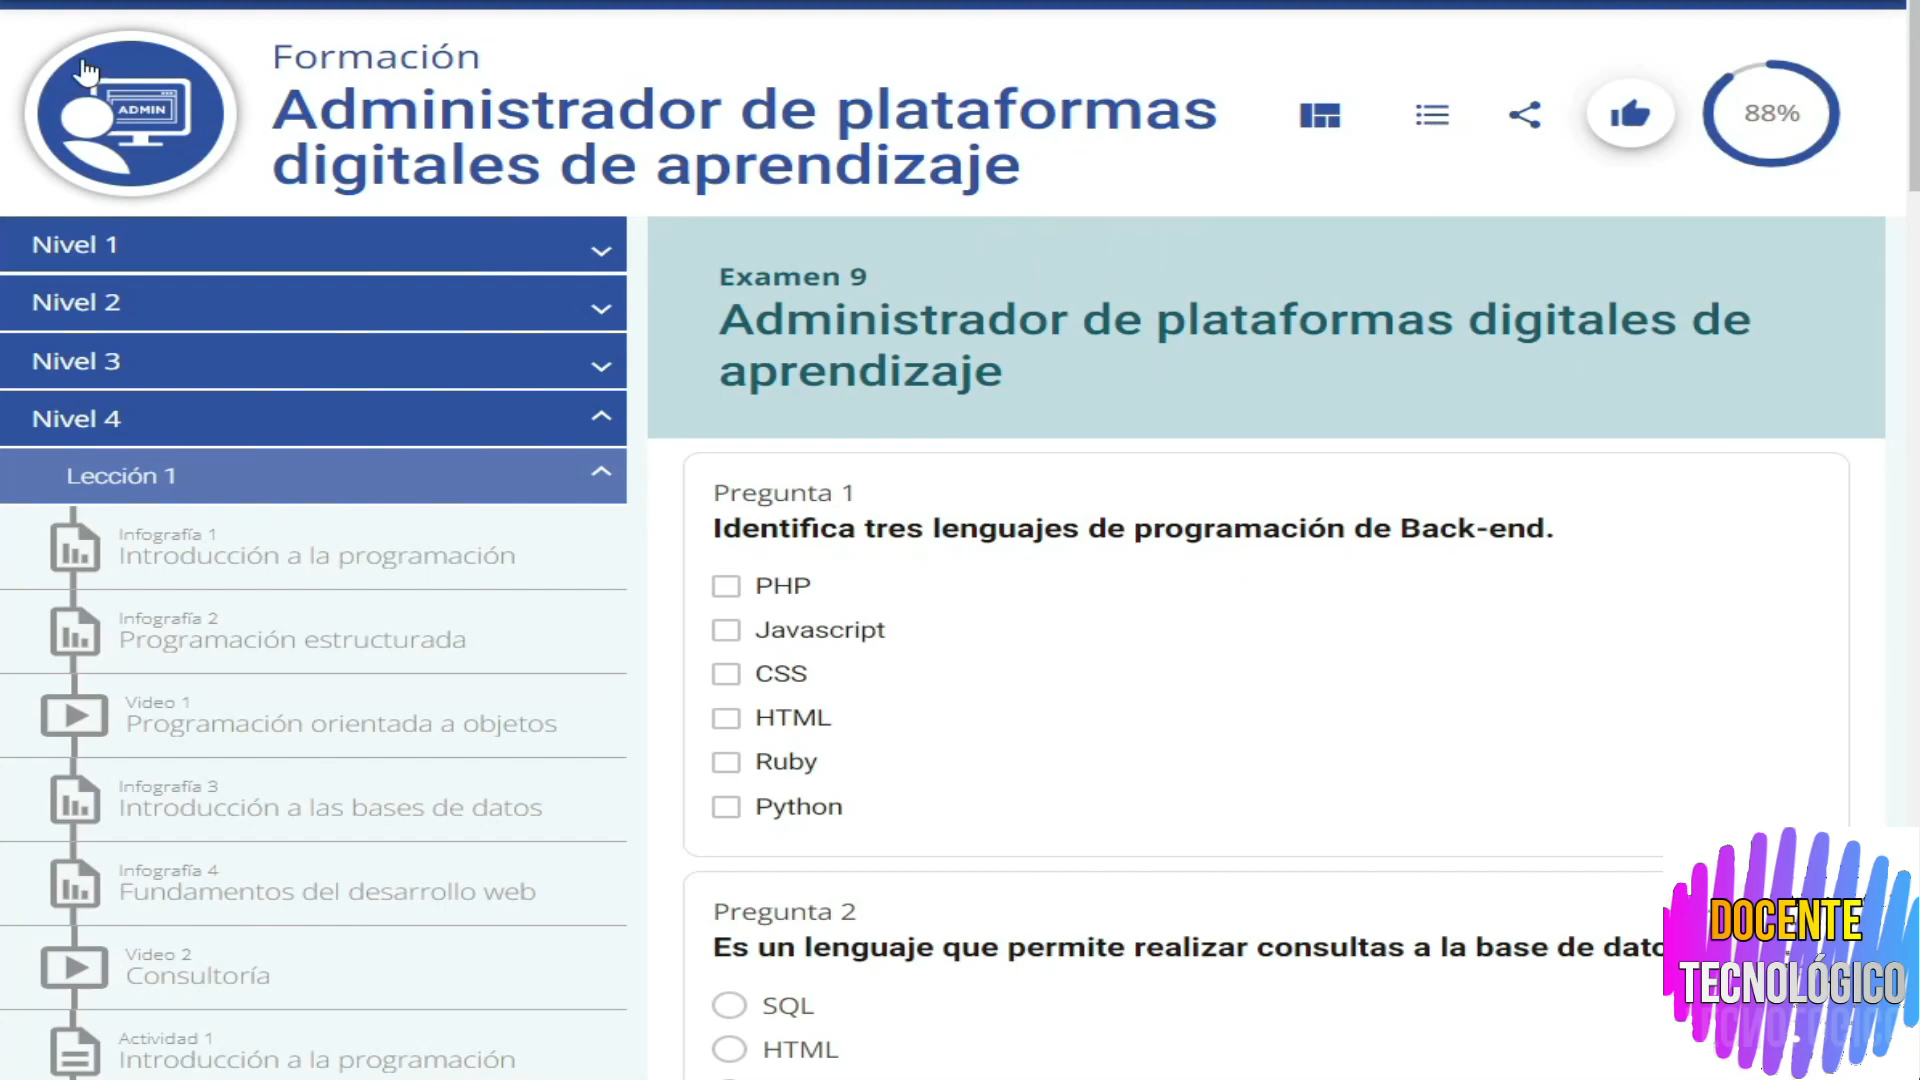 ADMIN
Formación
Administrador de plataformas
digitales de aprendizaje
88%
Nivel 1
Nivel 2
Nivel 3
Nivel 4
Lección 1
Infografía 1
Introducción a la programación
Infografía 2
Programación estructurada
Video 1
Programación orientada a objetos
Infografía 3
Introducción a las bases de datos
Infografía 4
Fundamentos del desarrollo web
Video 2
Consultoría
Actividad 1
Introducción a la programación
Examen 9
Administrador de plataformas digitales de
aprendizaje
Pregunta 1
Identifica tres lenguajes de programación de Back-end.
PHP
Javascript
CSS
HTML
Ruby
Python
Pregunta 2
Es un lenguaje que permite realizar consultas a la base de dato
SQL
HTML
DOCENTE
TECNOLÓGICO